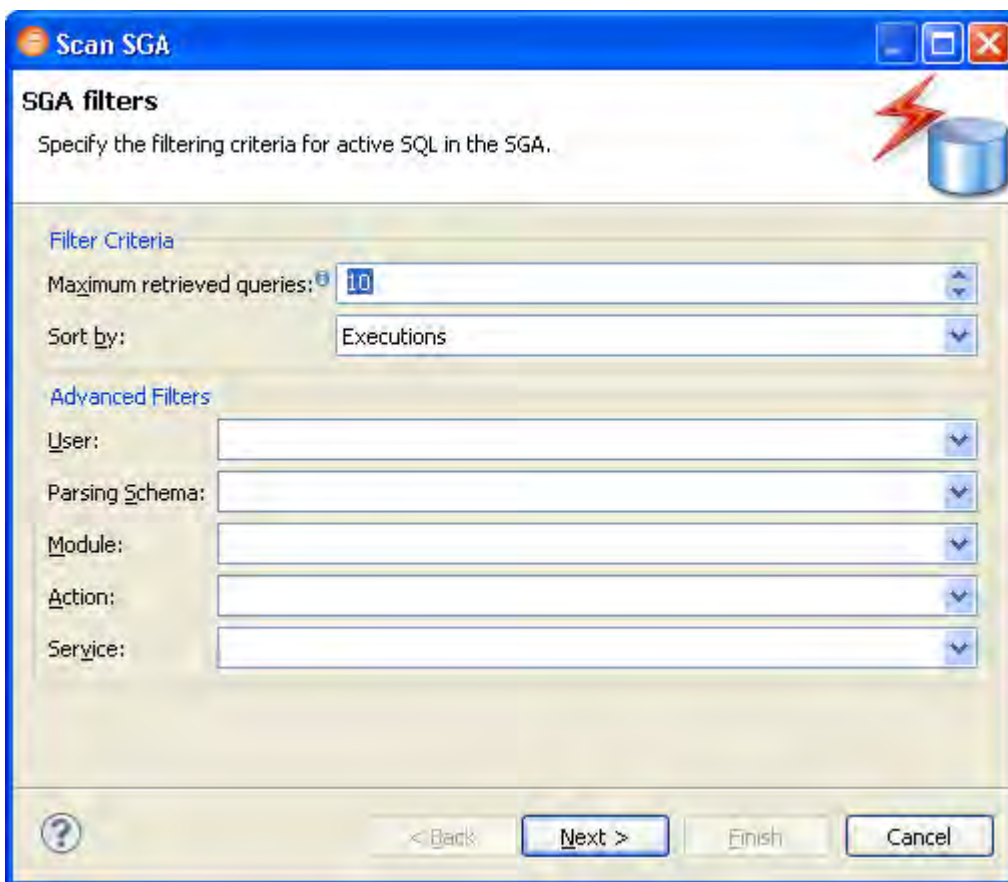 Scan SGA
SGA filters
Specify the filtering criteria for active SQL in the SGA.
Filter Criteria
Maximum retrieved queries: 10
Sort by: Executions
Advanced Filters
User:
Parsing Schema:
Module:
Action:
Service:
? < Back Next > Finish Cancel